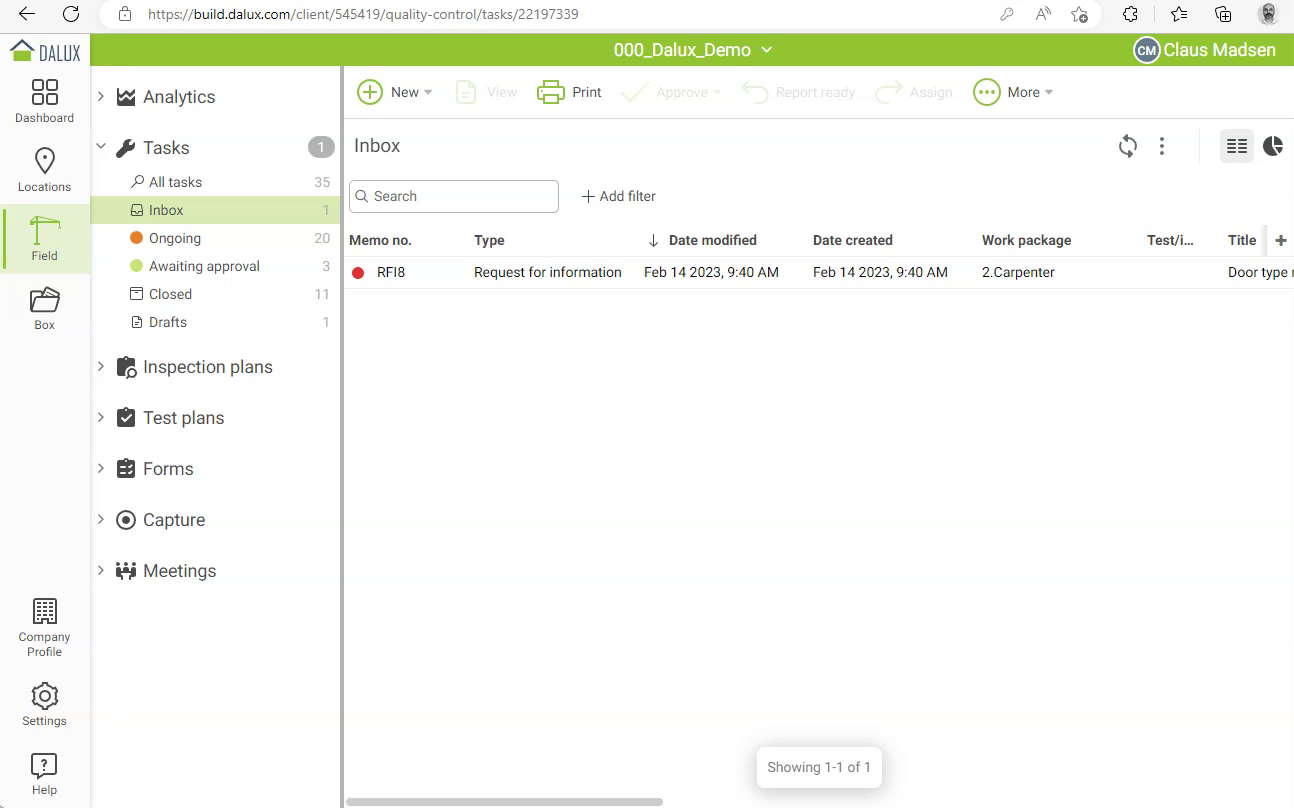 https://build.dalux.com/client/545419/quality-control/tasks/22197339
DALUX
000_Dalux_Demo
CM Claus Madsen
Dashboard
Locations
Field
Box
Company
Profile
Settings
Help
Analytics
Tasks 1
All tasks 35
Inbox 1
Ongoing 20
Awaiting approval 3
Closed 11
Drafts 1
Inspection plans
Test plans
Forms
Capture
Meetings
New View Print Approve Report ready Assign More
Inbox
Search + Add filter
Memo no. Type Date modified Date created Work package Test/i... Title
RFI8 Request for information Feb 14 2023, 9:40 AM Feb 14 2023, 9:40 AM 2.Carpenter Door type
Showing 1-1 of 1